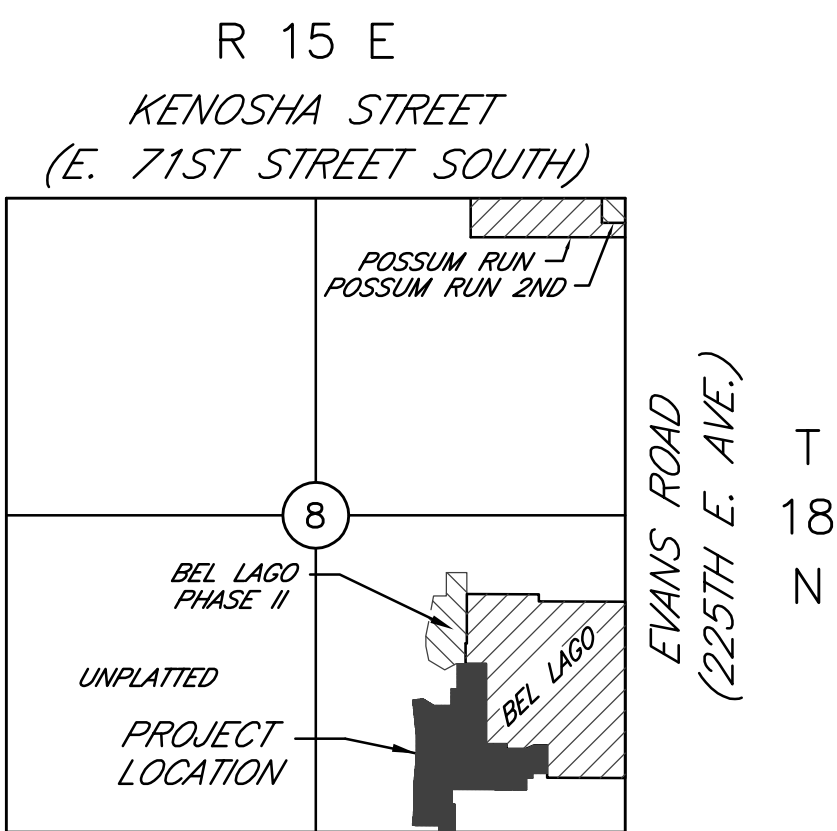 R 15 E
KENOSHA STREET
(E. 71ST STREET SOUTH)
POSSUM RUN
POSSUM RUN 2ND
EVANS ROAD
(225TH E. AVE.)
T
18
N
8
BEL LAGO
PHASE II
BEL LAGO
UNPLATTED
PROJECT
LOCATION